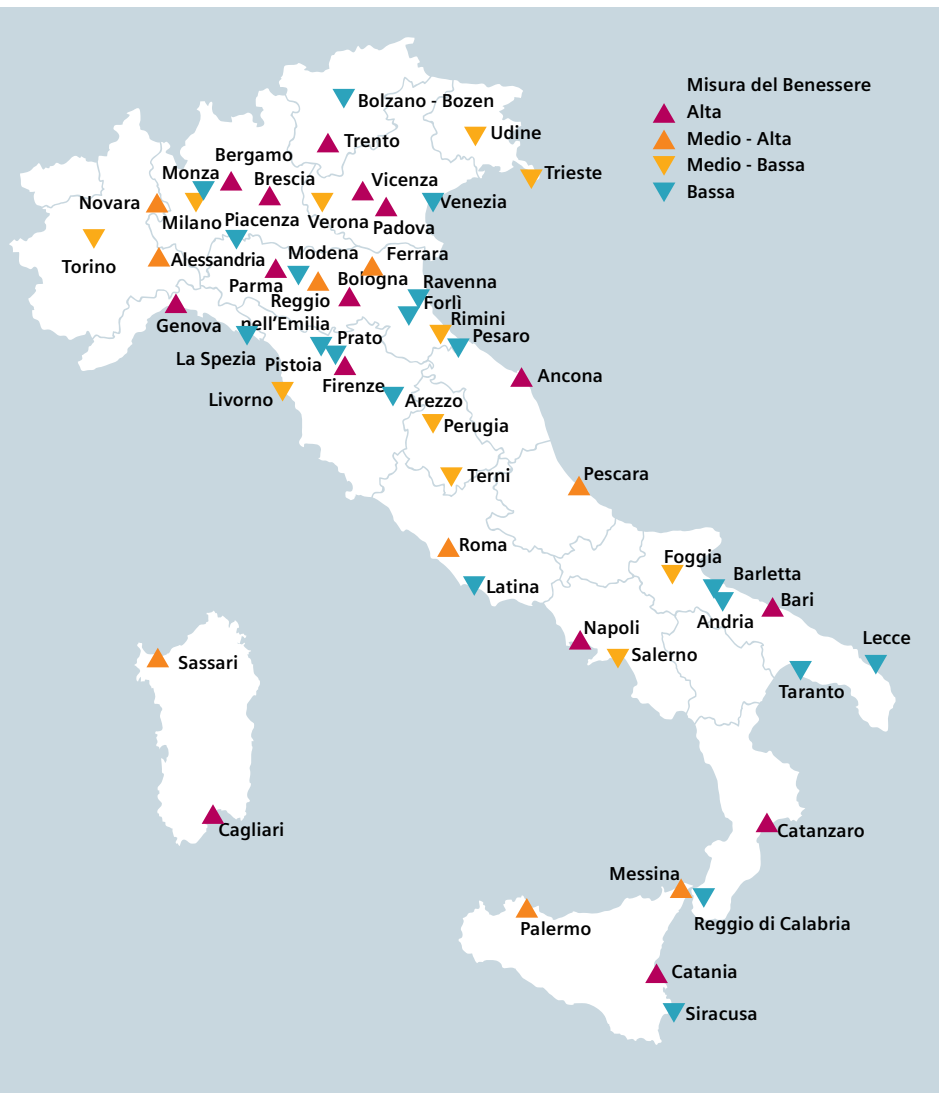 Misura del Benessere
Alta
Medio - Alta
Medio - Bassa
Bassa
Bolzano - Bozen
Udine
Trento
Bergamo
Monza
Brescia
Vicenza
Trieste
Novara
Venezia
Milano
Piacenza
Verona
Padova
Torino
Alessandria
Modena
Ferrara
Parma
Bologna
Ravenna
Reggio
nell'Emilia
Forlì
Genova
Rimini
Prato
Pesaro
La Spezia
Pistoia
Firenze
Ancona
Livorno
Arezzo
Perugia
Terni
Pescara
Roma
Foggia
Latina
Barletta
Bari
Andria
Napoli
Lecce
Salerno
Sassari
Taranto
Cagliari
Catanzaro
Messina
Reggio di Calabria
Palermo
Catania
Siracusa